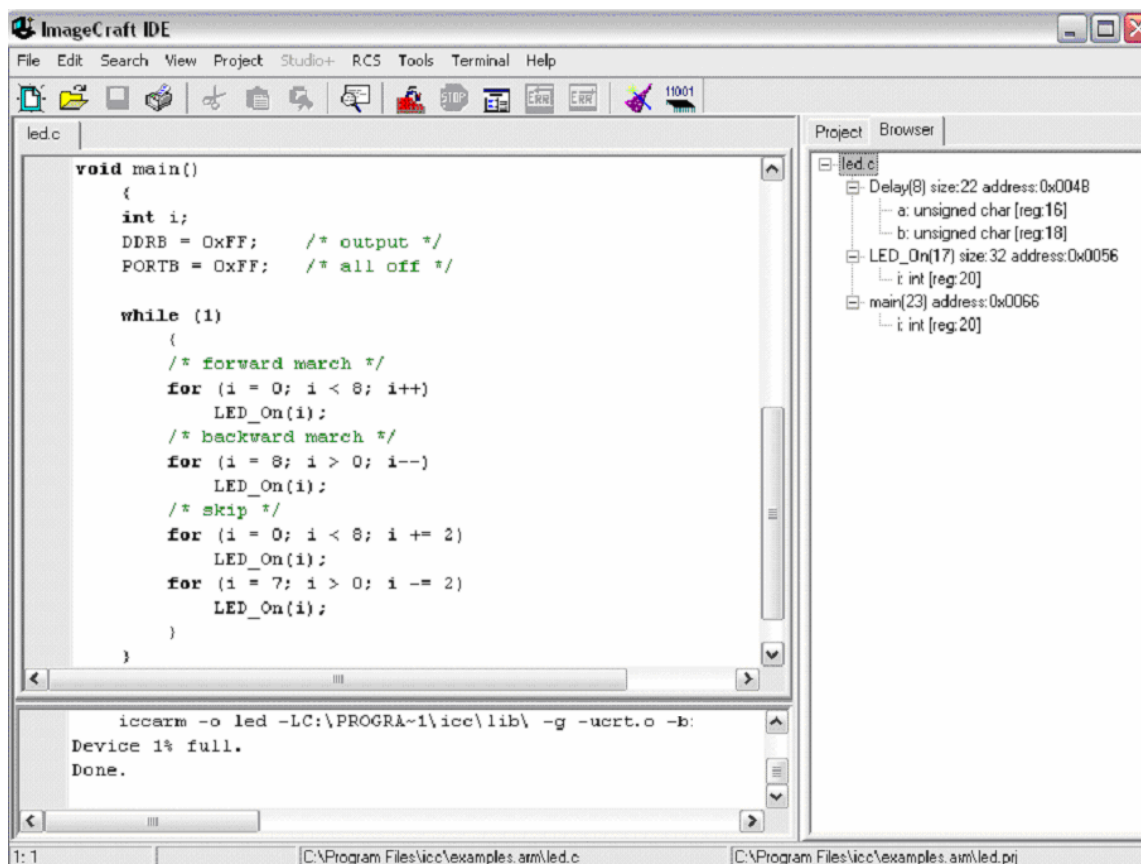 ImageCraft IDE
File Edit Search View Project Studio+ RCS Tools Terminal Help
STOP ERR ERR 11001
led.c
void main()
{
int i;
DDRB = 0xFF; /* output */
PORTB = 0xFF; /* all off */
while (1)
{
/* forward march */
for (i = 0; i < 8; i++)
LED_On(i);
/* backward march */
for (i = 8; i > 0; i--)
LED_On(i);
/* skip */
for (i = 0; i < 8; i += 2)
LED_On(i);
for (i = 7; i > 0; i -= 2)
LED_On(i);
}
}
Project Browser
led.c
Delay(8) size:22 address:0x004B
a: unsigned char [reg:16]
b: unsigned char [reg:18]
LED_On(17) size:32 address:0x0056
i: int [reg:20]
main(23) address:0x0066
i: int [reg:20]
iccarm -o led -LC:\PROGRA~1\icc\lib\ -g -ucrt.o -b:
Device 1% full.
Done.
1: 1 C:\Program Files\icc\examples.arm\led.c C:\Program Files\icc\examples.arm\led.prj